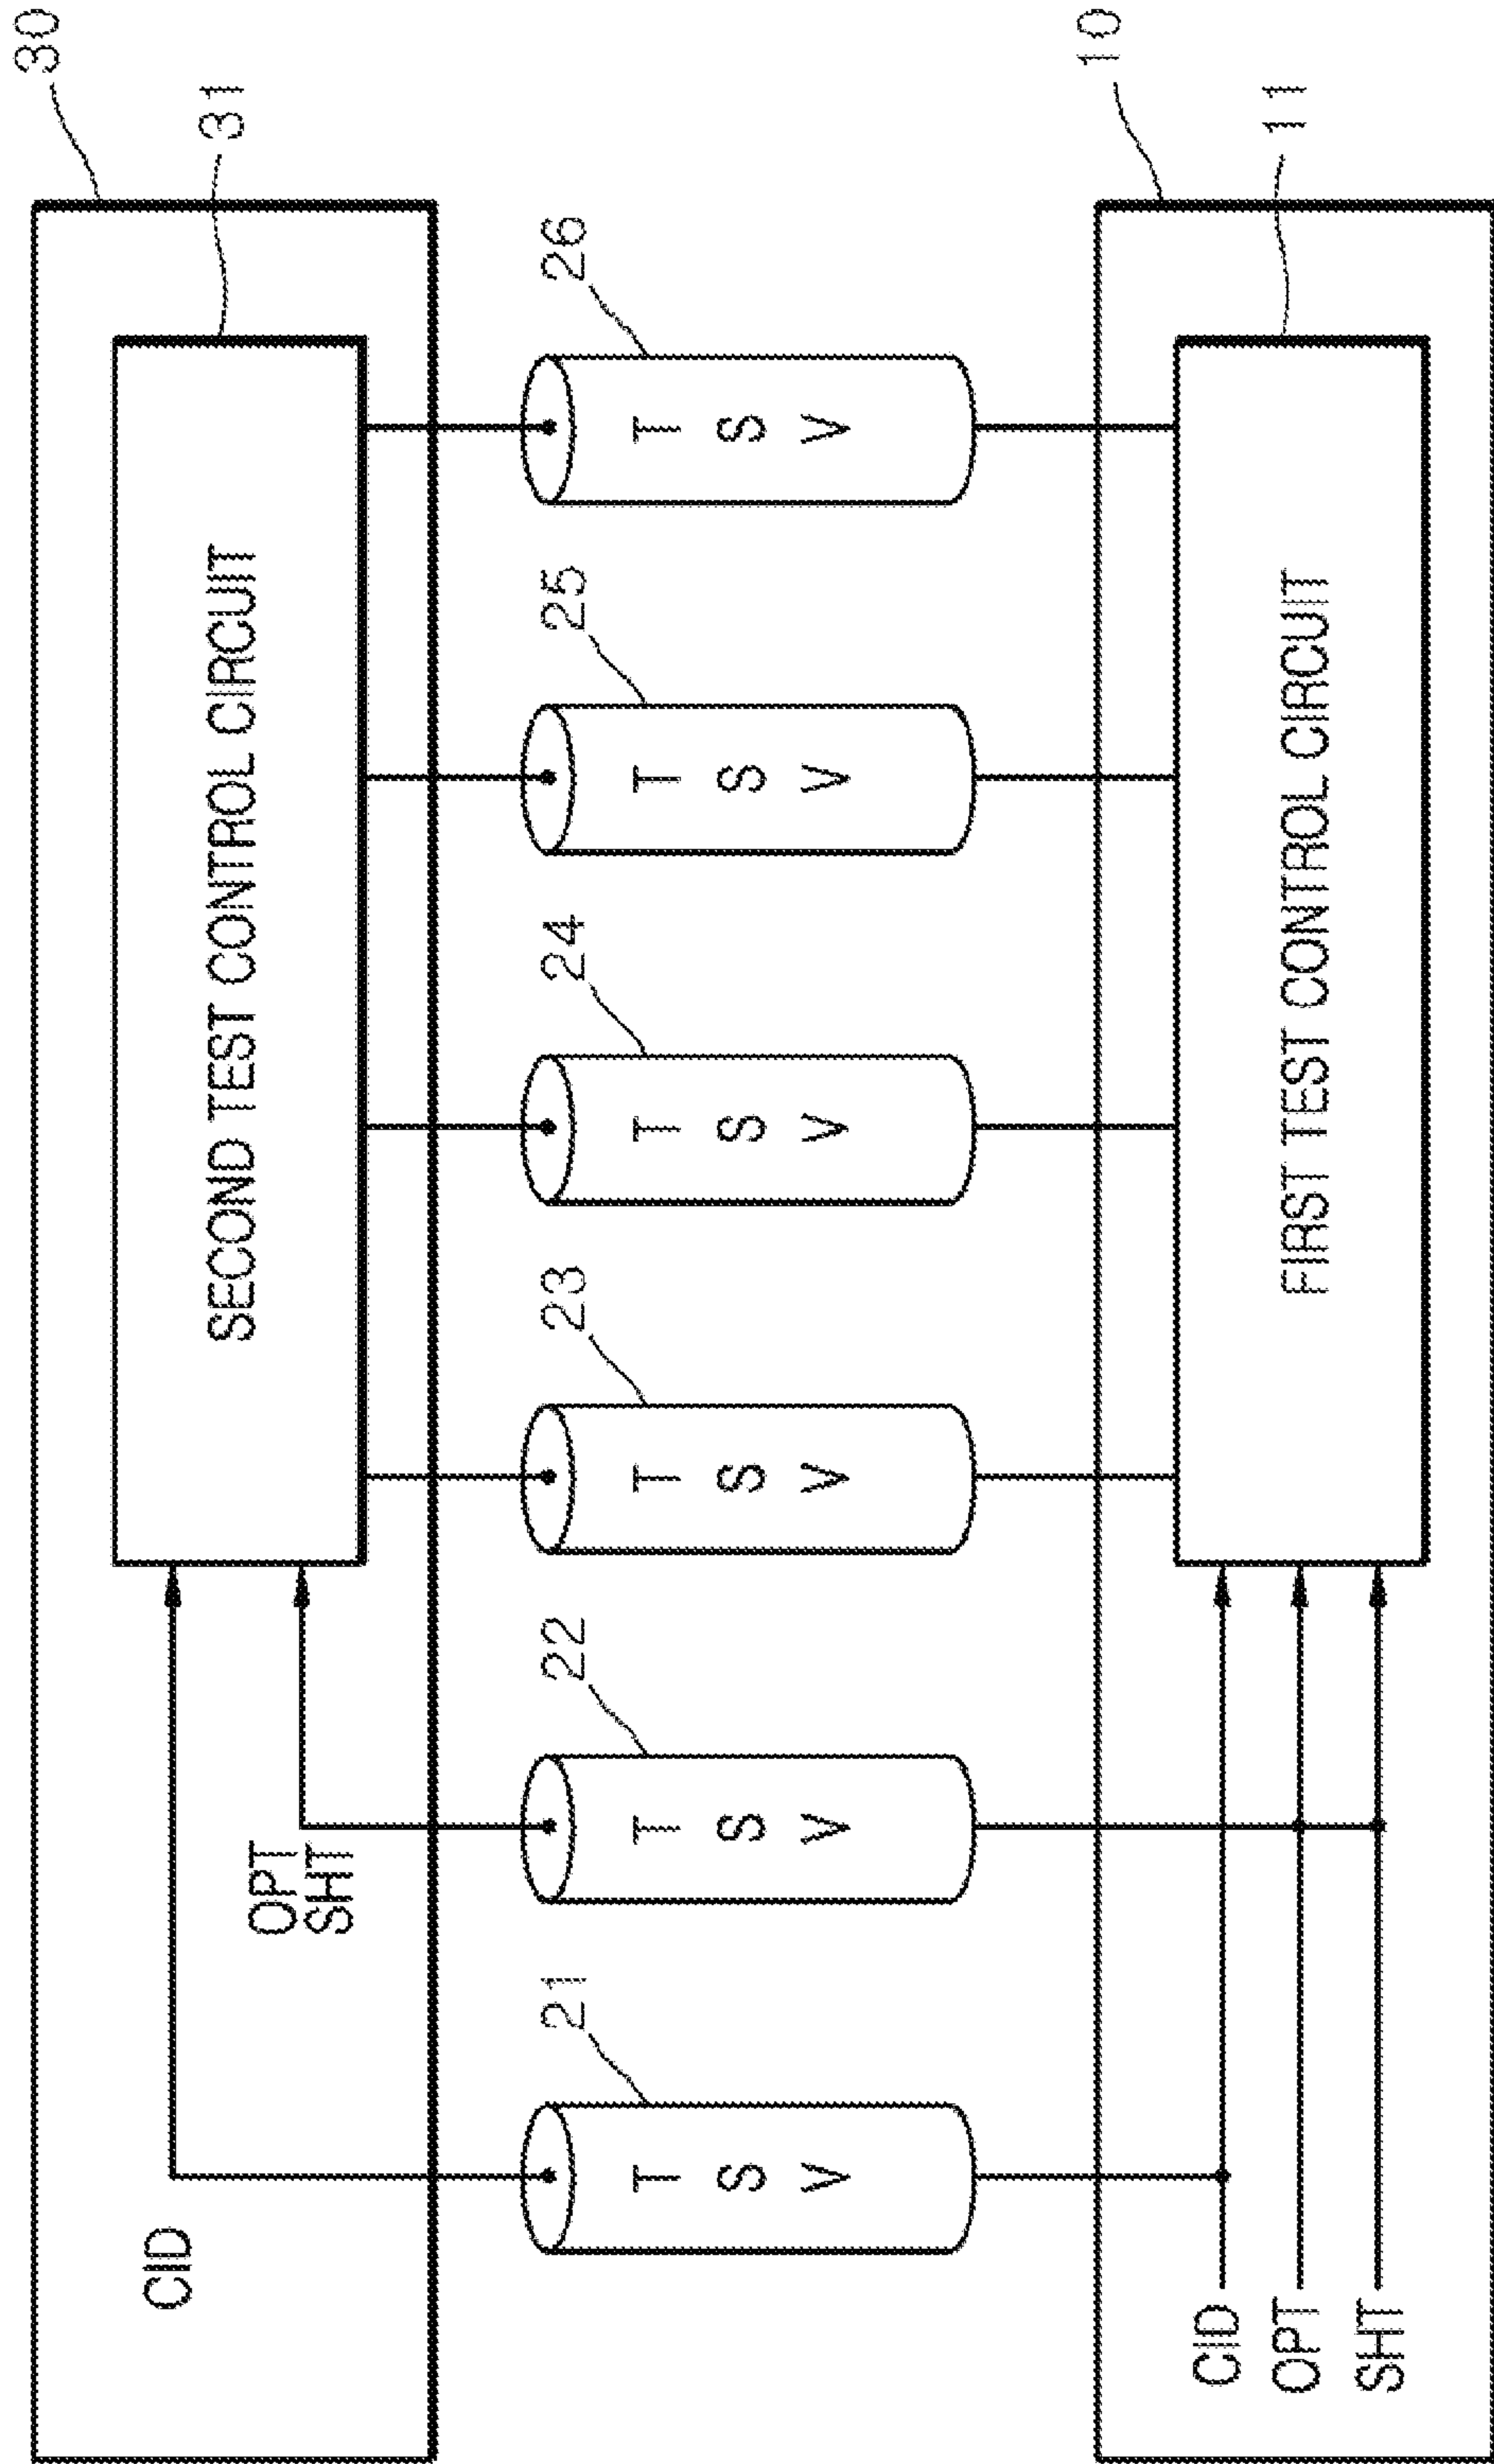 30
31
SECOND TEST CONTROL CIRCUIT
CID
OPT
SHT
21
22
23
24
25
26
TSV
TSV
TSV
TSV
TSV
TSV
10
11
FIRST TEST CONTROL CIRCUIT
CID
OPT
SHT